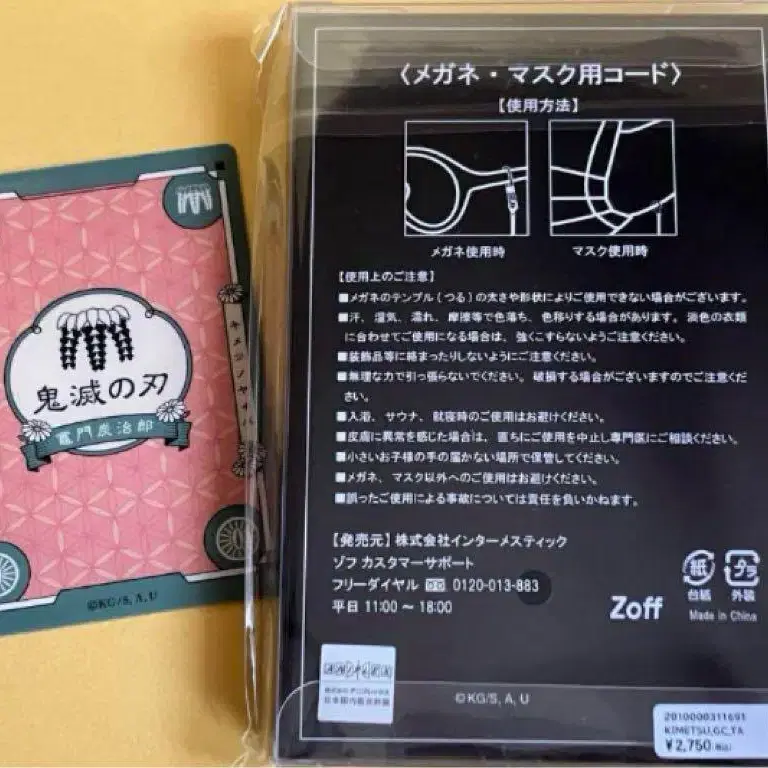 鬼滅の刃
竈門炭治郎
©KG/S, A, U
〈メガネ・マスク用コード〉
【使用方法】
メガネ使用時
マスク使用時
【使用上のご注意】
■メガネのテンプル(つる)の太さや形状によりご使用できない場合がございます。
■汗、湿気、濡れ、摩擦等で色落ち、色移りする場合があります。淡色の衣類
に合わせてご使用になる場合は、強くこすらないようご注意ください。
■装飾品等に絡まったりしないようにご注意ください。
■無理な力で引っ張らないでください。破損する場合がございますのでご注意くだ
さい。
■入浴、サウナ、就寝時のご使用はお避けください。
■皮膚に異常を感じた場合は、直ちにご使用を中止し専門医にご相談ください。
■小さいお子様の手の届かない場所で保管してください。
■メガネ、マスク以外へのご使用はお避けください。
■誤ったご使用による事故については責任を負いかねます。
【発売元】株式会社インターメスティック
ゾフ カスタマーサポート
フリーダイヤル 0120-013-883
平日 11:00 ～ 18:00
紙
台紙
プラ
外装
Zoff
Made in China
ANIPLEX
日本国内販売許諾
©KG/S, A, U
2010000311691
KIMETSU,GC,TA
¥2,750(税込)